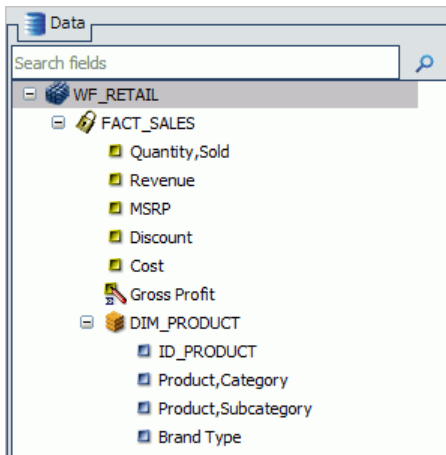 Data
Search fields
WF_RETAIL
FACT_SALES
Quantity,Sold
Revenue
MSRP
Discount
Cost
Gross Profit
DIM_PRODUCT
ID_PRODUCT
Product,Category
Product,Subcategory
Brand Type